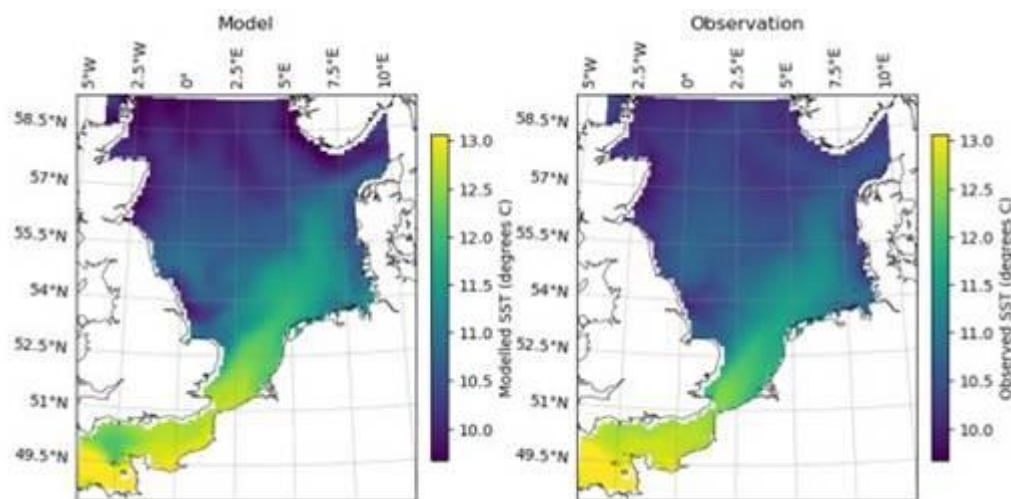 Model
5°W
2.5°W
0°
2.5°E
5°E
7.5°E
10°E
58.5°N
57°N
55.5°N
54°N
52.5°N
51°N
49.5°N
13.0
12.5
12.0
11.5
11.0
10.5
10.0
Modelled SST (degrees C)
Observation
5°W
2.5°W
0°
2.5°E
5°E
7.5°E
10°E
58.5°N
57°N
55.5°N
54°N
52.5°N
51°N
49.5°N
13.0
12.5
12.0
11.5
11.0
10.5
10.0
Observed SST (degrees C)